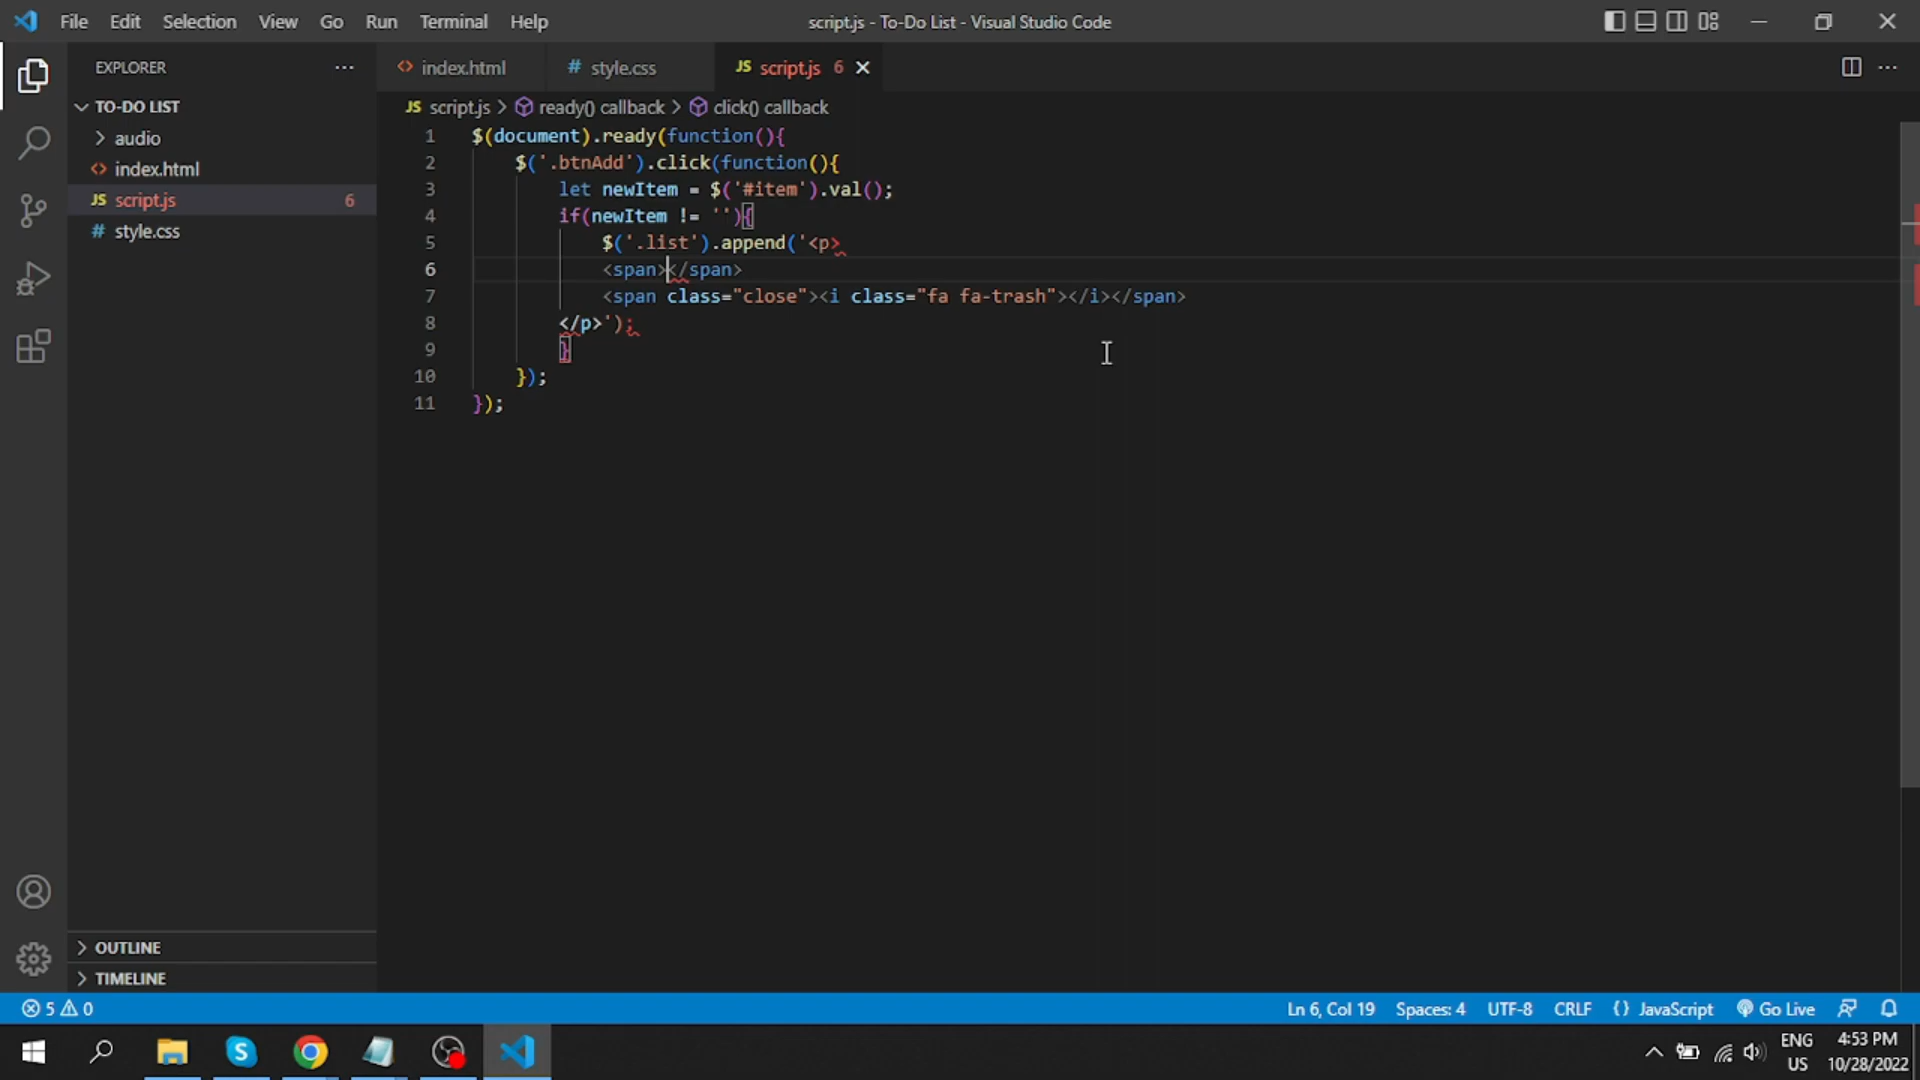 File Edit Selection View Go Run Terminal Help
script.js - To-Do List - Visual Studio Code
EXPLORER
TO-DO LIST
audio
index.html
JS script.js 6
# style.css
index.html
# style.css
JS script.js 6
JS script.js > ready() callback > click() callback
1 $(document).ready(function(){
2 $('.btnAdd').click(function(){
3 let newItem = $('#item').val();
4 if(newItem != ''){
5 $('.list').append('<p>
6 <span></span>
7 <span class="close"><i class="fa fa-trash"></i></span>
8 </p>');
9 }
10 });
11 });
OUTLINE
TIMELINE
5 0
Ln 6, Col 19 Spaces: 4 UTF-8 CRLF {} JavaScript Go Live
S
ENG
US
4:53 PM
10/28/2022